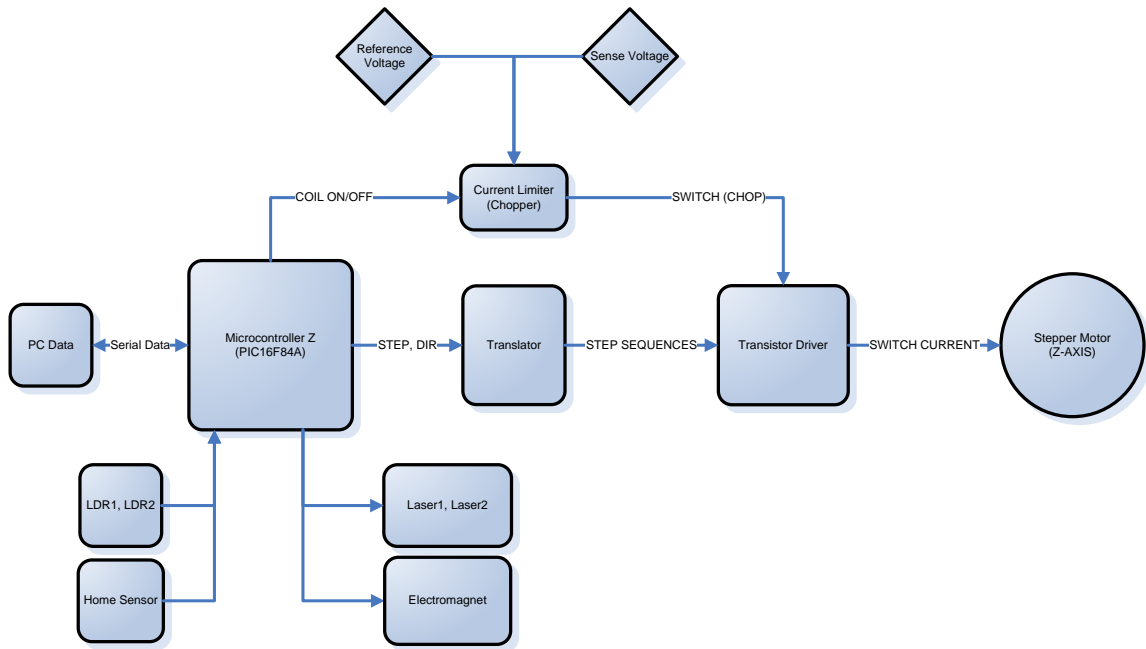 Reference
Voltage
Sense Voltage
Current Limiter
(Chopper)
COIL ON/OFF
SWITCH (CHOP)
PC Data
Serial Data
Microcontroller Z
(PIC16F84A)
STEP, DIR
Translator
STEP SEQUENCES
Transistor Driver
SWITCH CURRENT
Stepper Motor
(Z-AXIS)
LDR1, LDR2
Laser1, Laser2
Home Sensor
Electromagnet